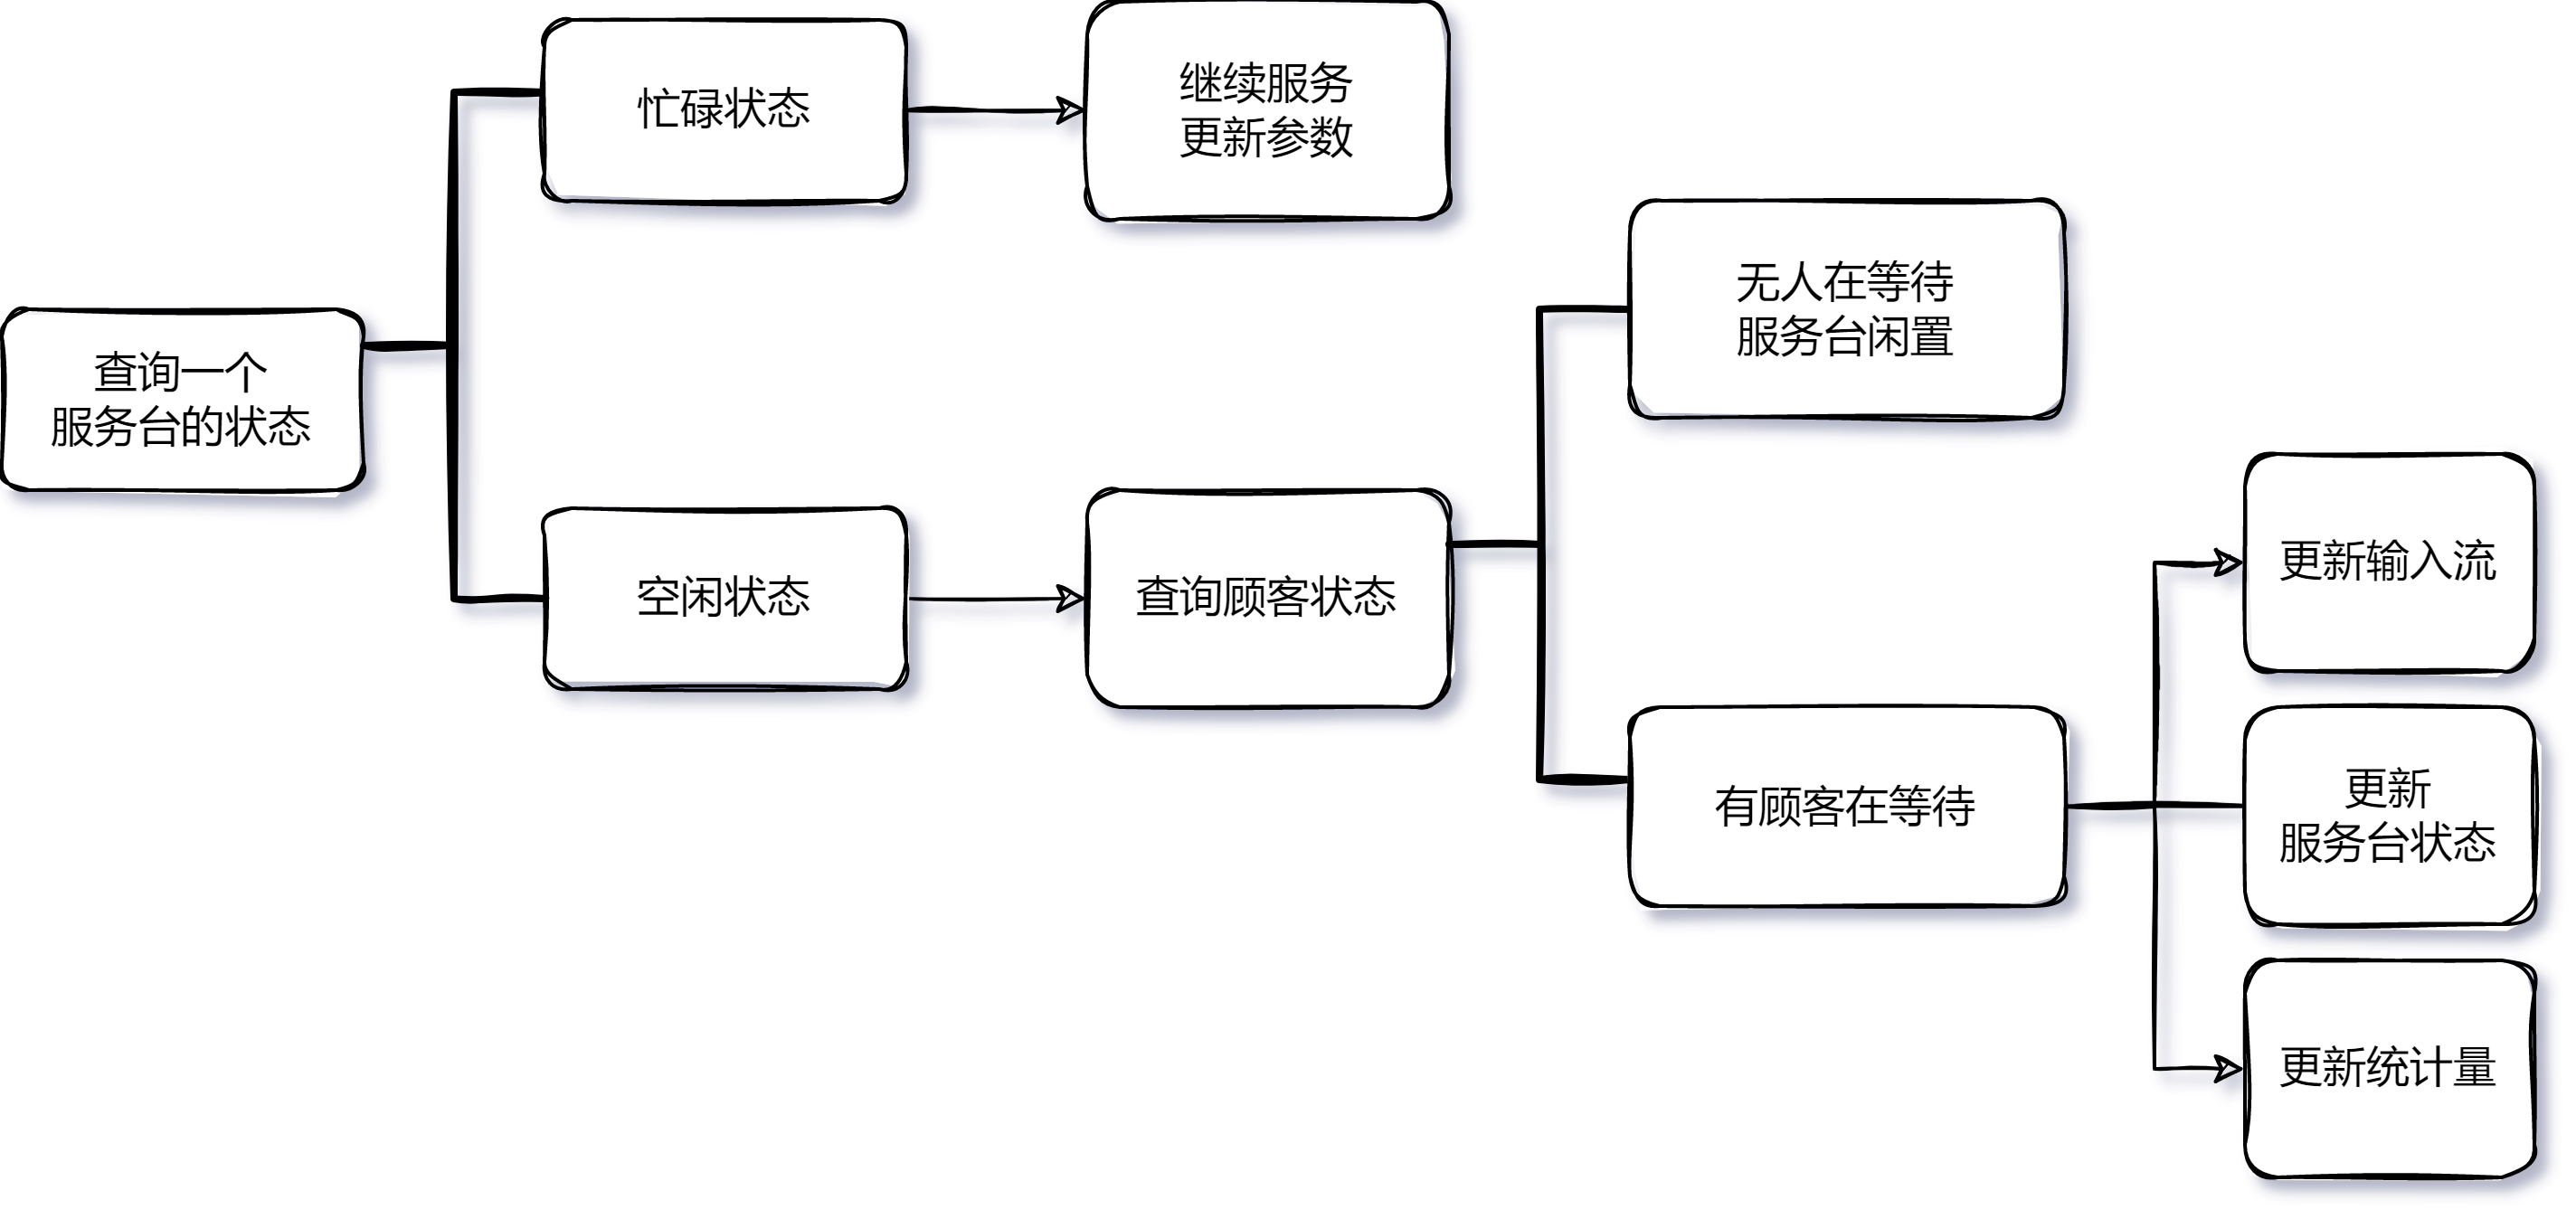 忙碌状态
继续服务
更新参数
查询一个
服务台的状态
无人在等待
服务台闲置
空闲状态
查询顾客状态
有顾客在等待
更新输入流
更新
服务台状态
更新统计量